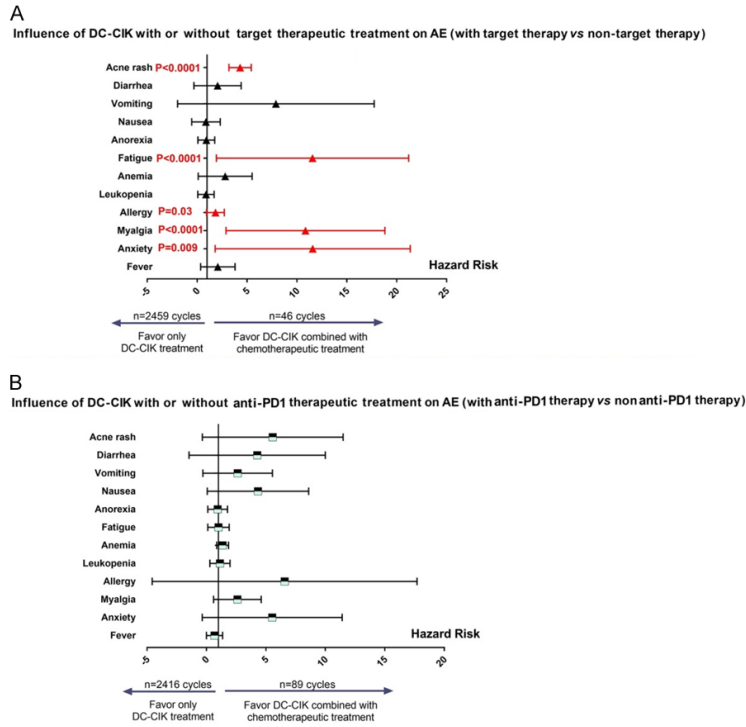 A
Influence of DC-CIK with or without target therapeutic treatment on AE (with target therapy vs non-target therapy)
Acne rash P<0.0001
Diarrhea
Vomiting
Nausea
Anorexia
Fatigue P<0.0001
Anemia
Leukopenia
Allergy P=0.03
Myalgia P<0.0001
Anxiety P=0.009
Fever
Hazard Risk
-5 0 5 10 15 20 25
n=2459 cycles n=46 cycles
Favor only Favor DC-CIK combined with
DC-CIK treatment chemotherapeutic treatment
B
Influence of DC-CIK with or without anti-PD1 therapeutic treatment on AE (with anti-PD1 therapy vs non anti-PD1 therapy)
Acne rash
Diarrhea
Vomiting
Nausea
Anorexia
Fatigue
Anemia
Leukopenia
Allergy
Myalgia
Anxiety
Fever
Hazard Risk
-5 0 5 10 15 20
n=2416 cycles n=89 cycles
Favor only Favor DC-CIK combined with
DC-CIK treatment chemotherapeutic treatment